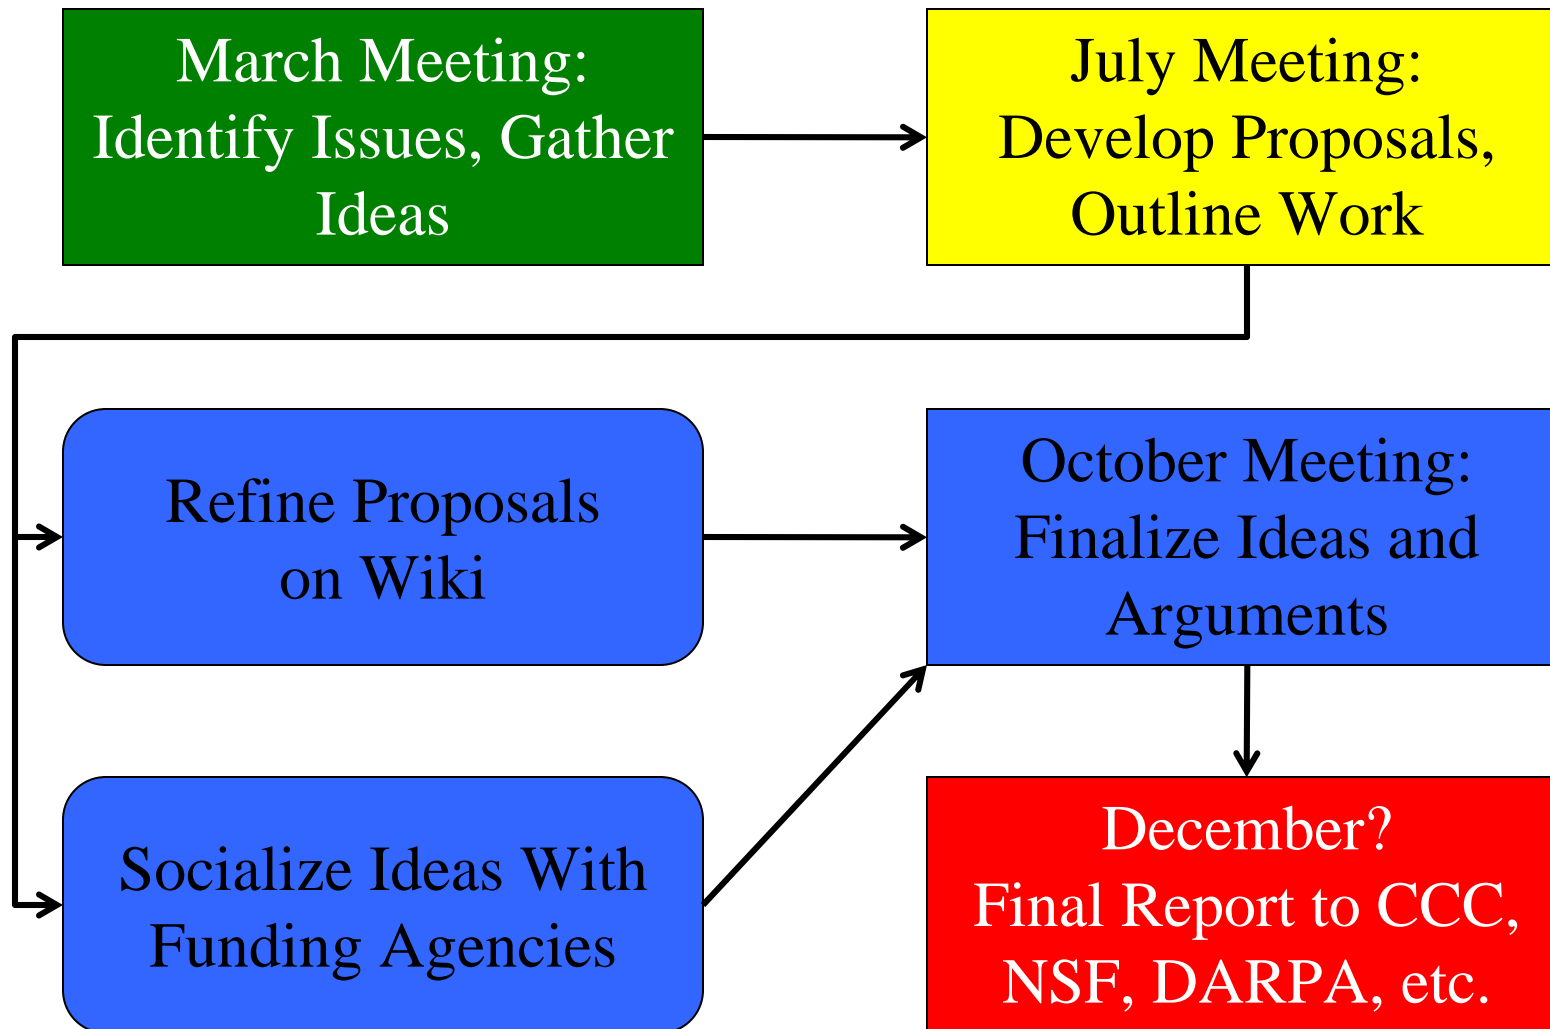 March Meeting:
Identify Issues, Gather
Ideas
July Meeting:
Develop Proposals,
Outline Work
Refine Proposals
on Wiki
October Meeting:
Finalize Ideas and
Arguments
Socialize Ideas With
Funding Agencies
December?
Final Report to CCC,
NSF, DARPA, etc.